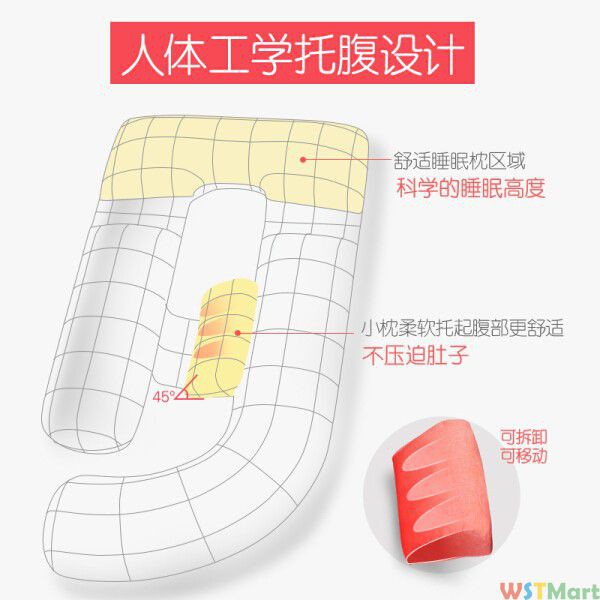 人体工学托腹设计
舒适睡眠枕区域
科学的睡眠高度
小枕柔软托起腹部更舒适
不压迫肚子
45°
可拆卸
可移动
WSTMart